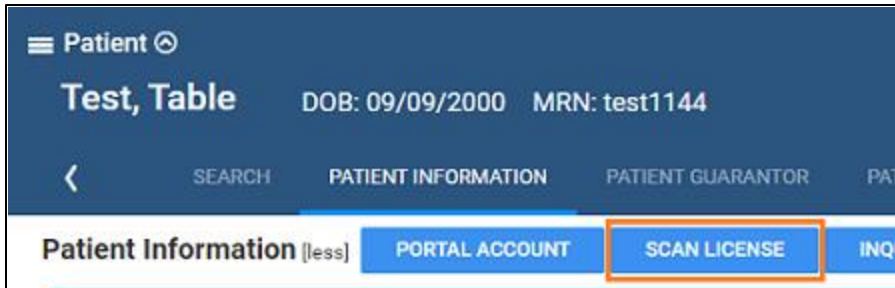 Patient
Test, Table DOB: 09/09/2000 MRN: test1144
SEARCH PATIENT INFORMATION PATIENT GUARANTOR
Patient Information [less] PORTAL ACCOUNT SCAN LICENSE